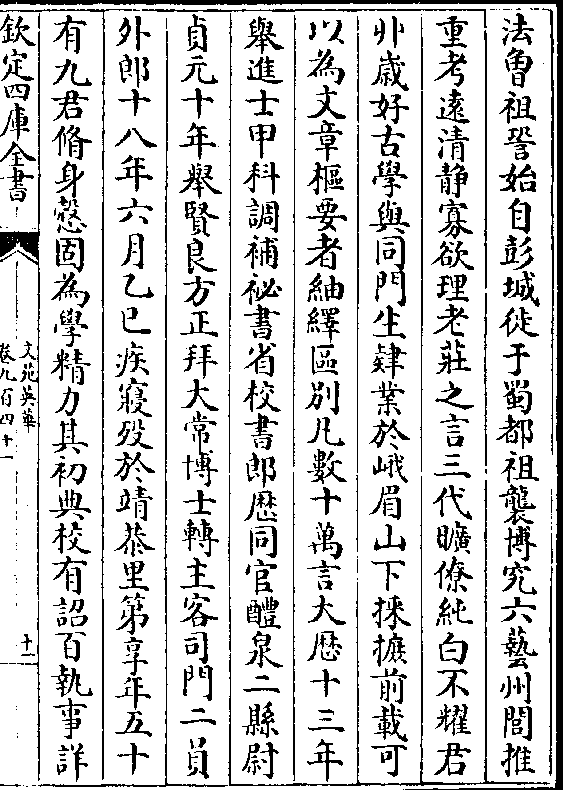 法魯祖詧始自彭城徙于蜀都祖襲博究六藝州閭推
重考遠清静寡欲理老莊之言三代曠僚純白不耀君
丱歳好古學與同門生肄業於峨眉山下採摭前載可
以為文章樞要者紬繹區别凡數十萬言大厯十三年
舉進士甲科調補祕書省校書郎厯同官醴泉二縣尉
貞元十年舉賢良方正拜大常博士轉主客司門二員
外郎十八年六月乙巳疾寢殁於靖恭里第享年五十
有九君脩身慤固為學精力其初典校有詔百執事詳
欽定四庫全書
文苑英華
卷九百四十一
十一